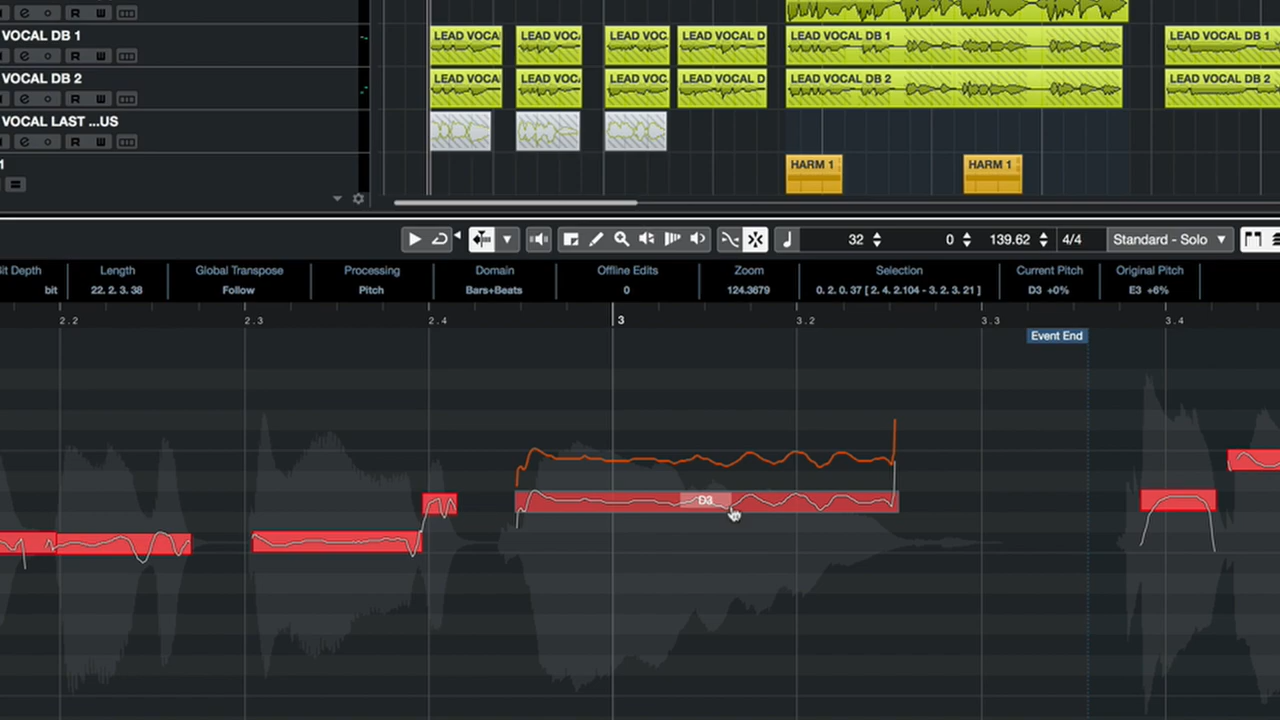 R W
VOCAL DB 1
LEAD VOCA LEAD VOC LEAD VOC LEAD VOCAL D LEAD VOCAL DB 1 LEAD VOCAL DB 1
e R W
VOCAL DB 2
LEAD VOCA LEAD VOC LEAD VOC LEAD VOCAL D LEAD VOCAL DB 2 LEAD VOCAL DB 2
e R W
VOCAL LAST ...US
e R W
1
HARM 1 HARM 1
32 0 139.62 4/4 Standard - Solo
it Depth Length Global Transpose Processing Domain Offline Edits Zoom Selection Current Pitch Original Pitch
bit 22. 2. 3. 38 Follow Pitch Bars+Beats 0 124.3679 0. 2. 0. 37 [ 2. 4. 2.104 - 3. 2. 3. 21 ] D3 +0% E3 +6%
2.2 2.3 2.4 3 3.2 3.3 3.4
Event End
D3